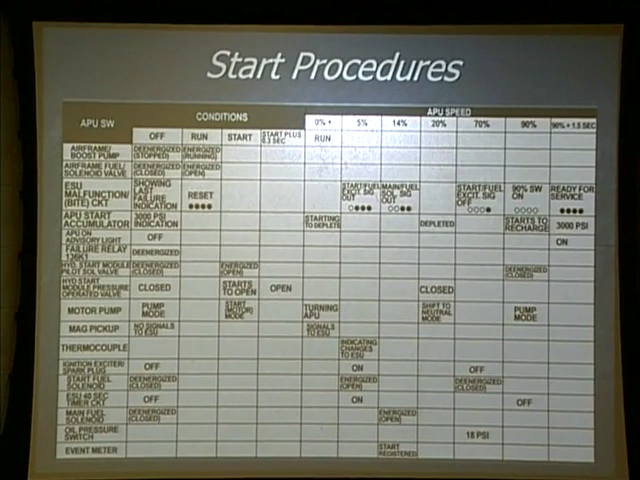 Start Procedures
APU SW
CONDITIONS
APU SPEED
OFF RUN START START PLUS 0.3 SEC 0% + 5% 14% 20% 70% 90% 90% + 1.5 SEC
RUN
AIRFRAME/ BOOST PUMP DEENERGIZED (STOPPED) ENERGIZED (RUNNING)
AIRFRAME FUEL/ SOLENOID VALVE DEENERGIZED (CLOSED) ENERGIZED (OPEN)
ESU MALFUNCTION/ (BITE) CKT SHOWING LAST FAILURE INDICATION RESET ●●●● START/FUEL EXCIT. SIG OUT ○●●● MAIN/FUEL SOL. SIG OUT ○○●● START/FUEL EXCIT. SIG OFF ○○○● 90% SW ON ○○○○ READY FOR SERVICE ●●●●
APU START ACCUMULATOR 3000 PSI INDICATION STARTING TO DEPLETE DEPLETED STARTS TO RECHARGE 3000 PSI
APU ON ADVISORY LIGHT OFF ON
FAILURE RELAY DEENERGIZED
HYD. START MODULE PILOT SOL VALVE DEENERGIZED (CLOSED) ENERGIZED (OPEN) DEENERGIZED (CLOSED)
HYD START MODULE PRESSURE OPERATED VALVE CLOSED STARTS TO OPEN OPEN CLOSED
MOTOR PUMP PUMP MODE START (MOTOR) MODE TURNING APU SHIFT TO NEUTRAL MODE PUMP MODE
MAG PICKUP NO SIGNALS TO ESU SIGNALS TO ESU
THERMOCOUPLE INDICATING CHANGES TO ESU
IGNITION EXCITER/ SPARK PLUG OFF ON OFF
START FUEL SOLENOID DEENERGIZED (CLOSED) ENERGIZED (OPEN) DEENERGIZED (CLOSED)
ESU 40 SEC TIMER CKT OFF ON OFF
MAIN FUEL SOLENOID DEENERGIZED (CLOSED) ENERGIZED (OPEN)
OIL PRESSURE SWITCH 18 PSI
EVENT METER START REGISTERED